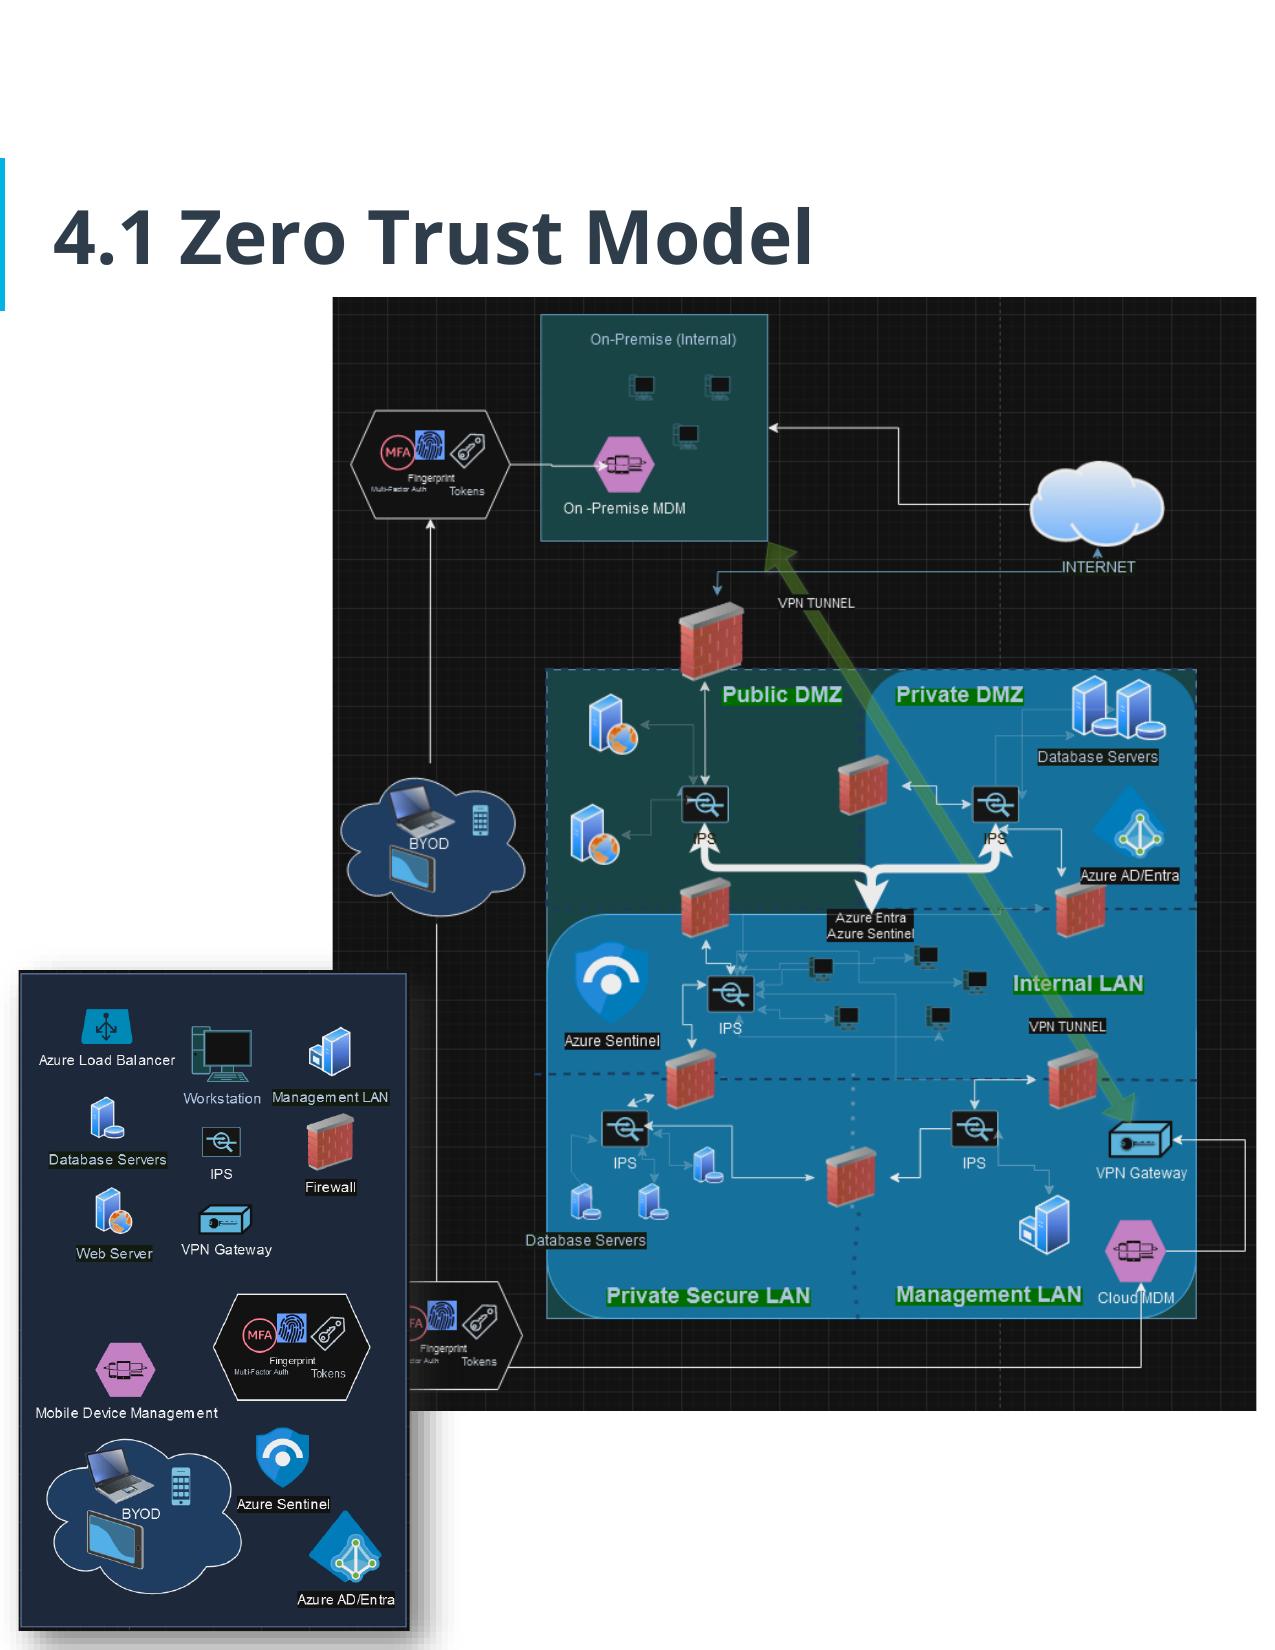 4.1 Zero Trust Model
On-Premise (Internal)
MFA
Fingerprint
Multi-Factor Auth
Tokens
On -Premise MDM
INTERNET
VPN TUNNEL
Public DMZ
Private DMZ
Database Servers
IPS
IPS
BYOD
Azure AD/Entra
Azure Entra
Azure Sentinel
Internal LAN
IPS
Azure Sentinel
VPN TUNNEL
IPS
IPS
VPN Gateway
Database Servers
Private Secure LAN
Management LAN
Cloud MDM
FA
Fingerprint
ctor Auth
Tokens
Azure Load Balancer
Workstation
Management LAN
Database Servers
IPS
Firewall
Web Server
VPN Gateway
MFA
Fingerprint
Multi-Factor Auth
Tokens
Mobile Device Management
BYOD
Azure Sentinel
Azure AD/Entra